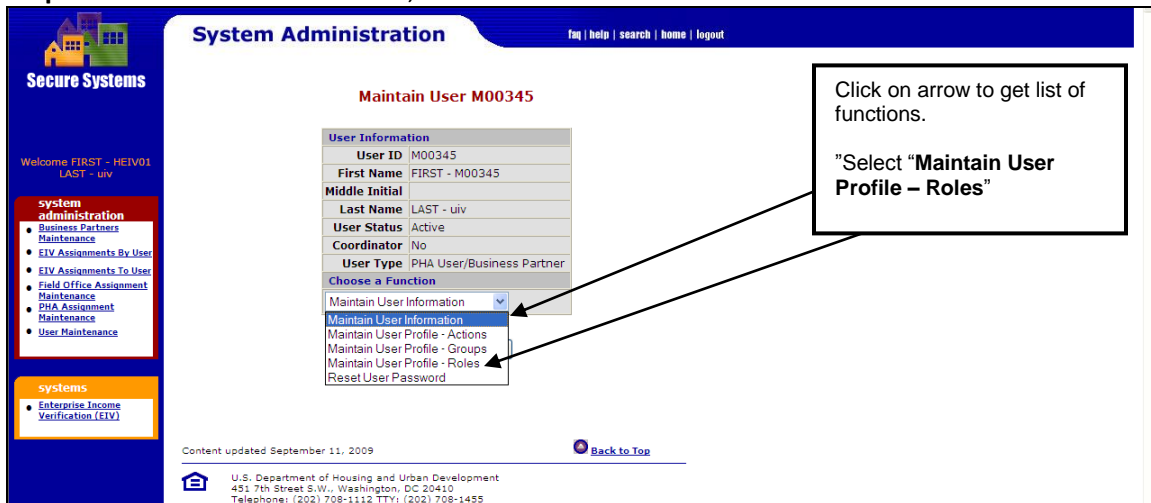 System Administration
faq | help | search | home | logout
Secure Systems
Welcome FIRST - HEIV01
LAST - uiv
system
administration
Business Partners
Maintenance
EIV Assignments By User
EIV Assignments To User
Field Office Assignment
Maintenance
PHA Assignment
Maintenance
User Maintenance
systems
Enterprise Income
Verification (EIV)
Maintain User M00345
User Information
User ID M00345
First Name FIRST - M00345
Middle Initial
Last Name LAST - uiv
User Status Active
Coordinator No
User Type PHA User/Business Partner
Choose a Function
Maintain User Information
Maintain User Information
Maintain User Profile - Actions
Maintain User Profile - Groups
Maintain User Profile - Roles
Reset User Password
Click on arrow to get list of
functions.
”Select “Maintain User
Profile – Roles”
Content updated September 11, 2009
Back to Top
U.S. Department of Housing and Urban Development
451 7th Street S.W., Washington, DC 20410
Telephone: (202) 708-1112 TTY: (202) 708-1455